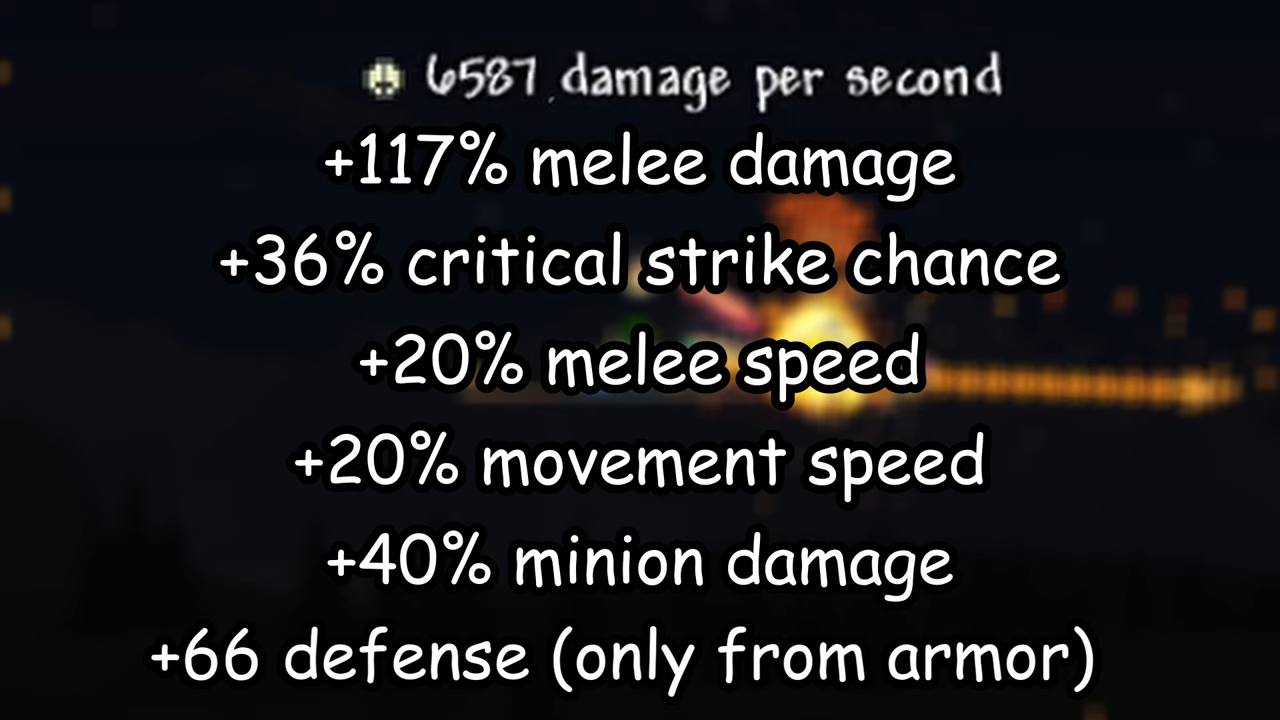 6587 damage per second
+117% melee damage
+36% critical strike chance
+20% melee speed
+20% movement speed
+40% minion damage
+66 defense (only from armor)